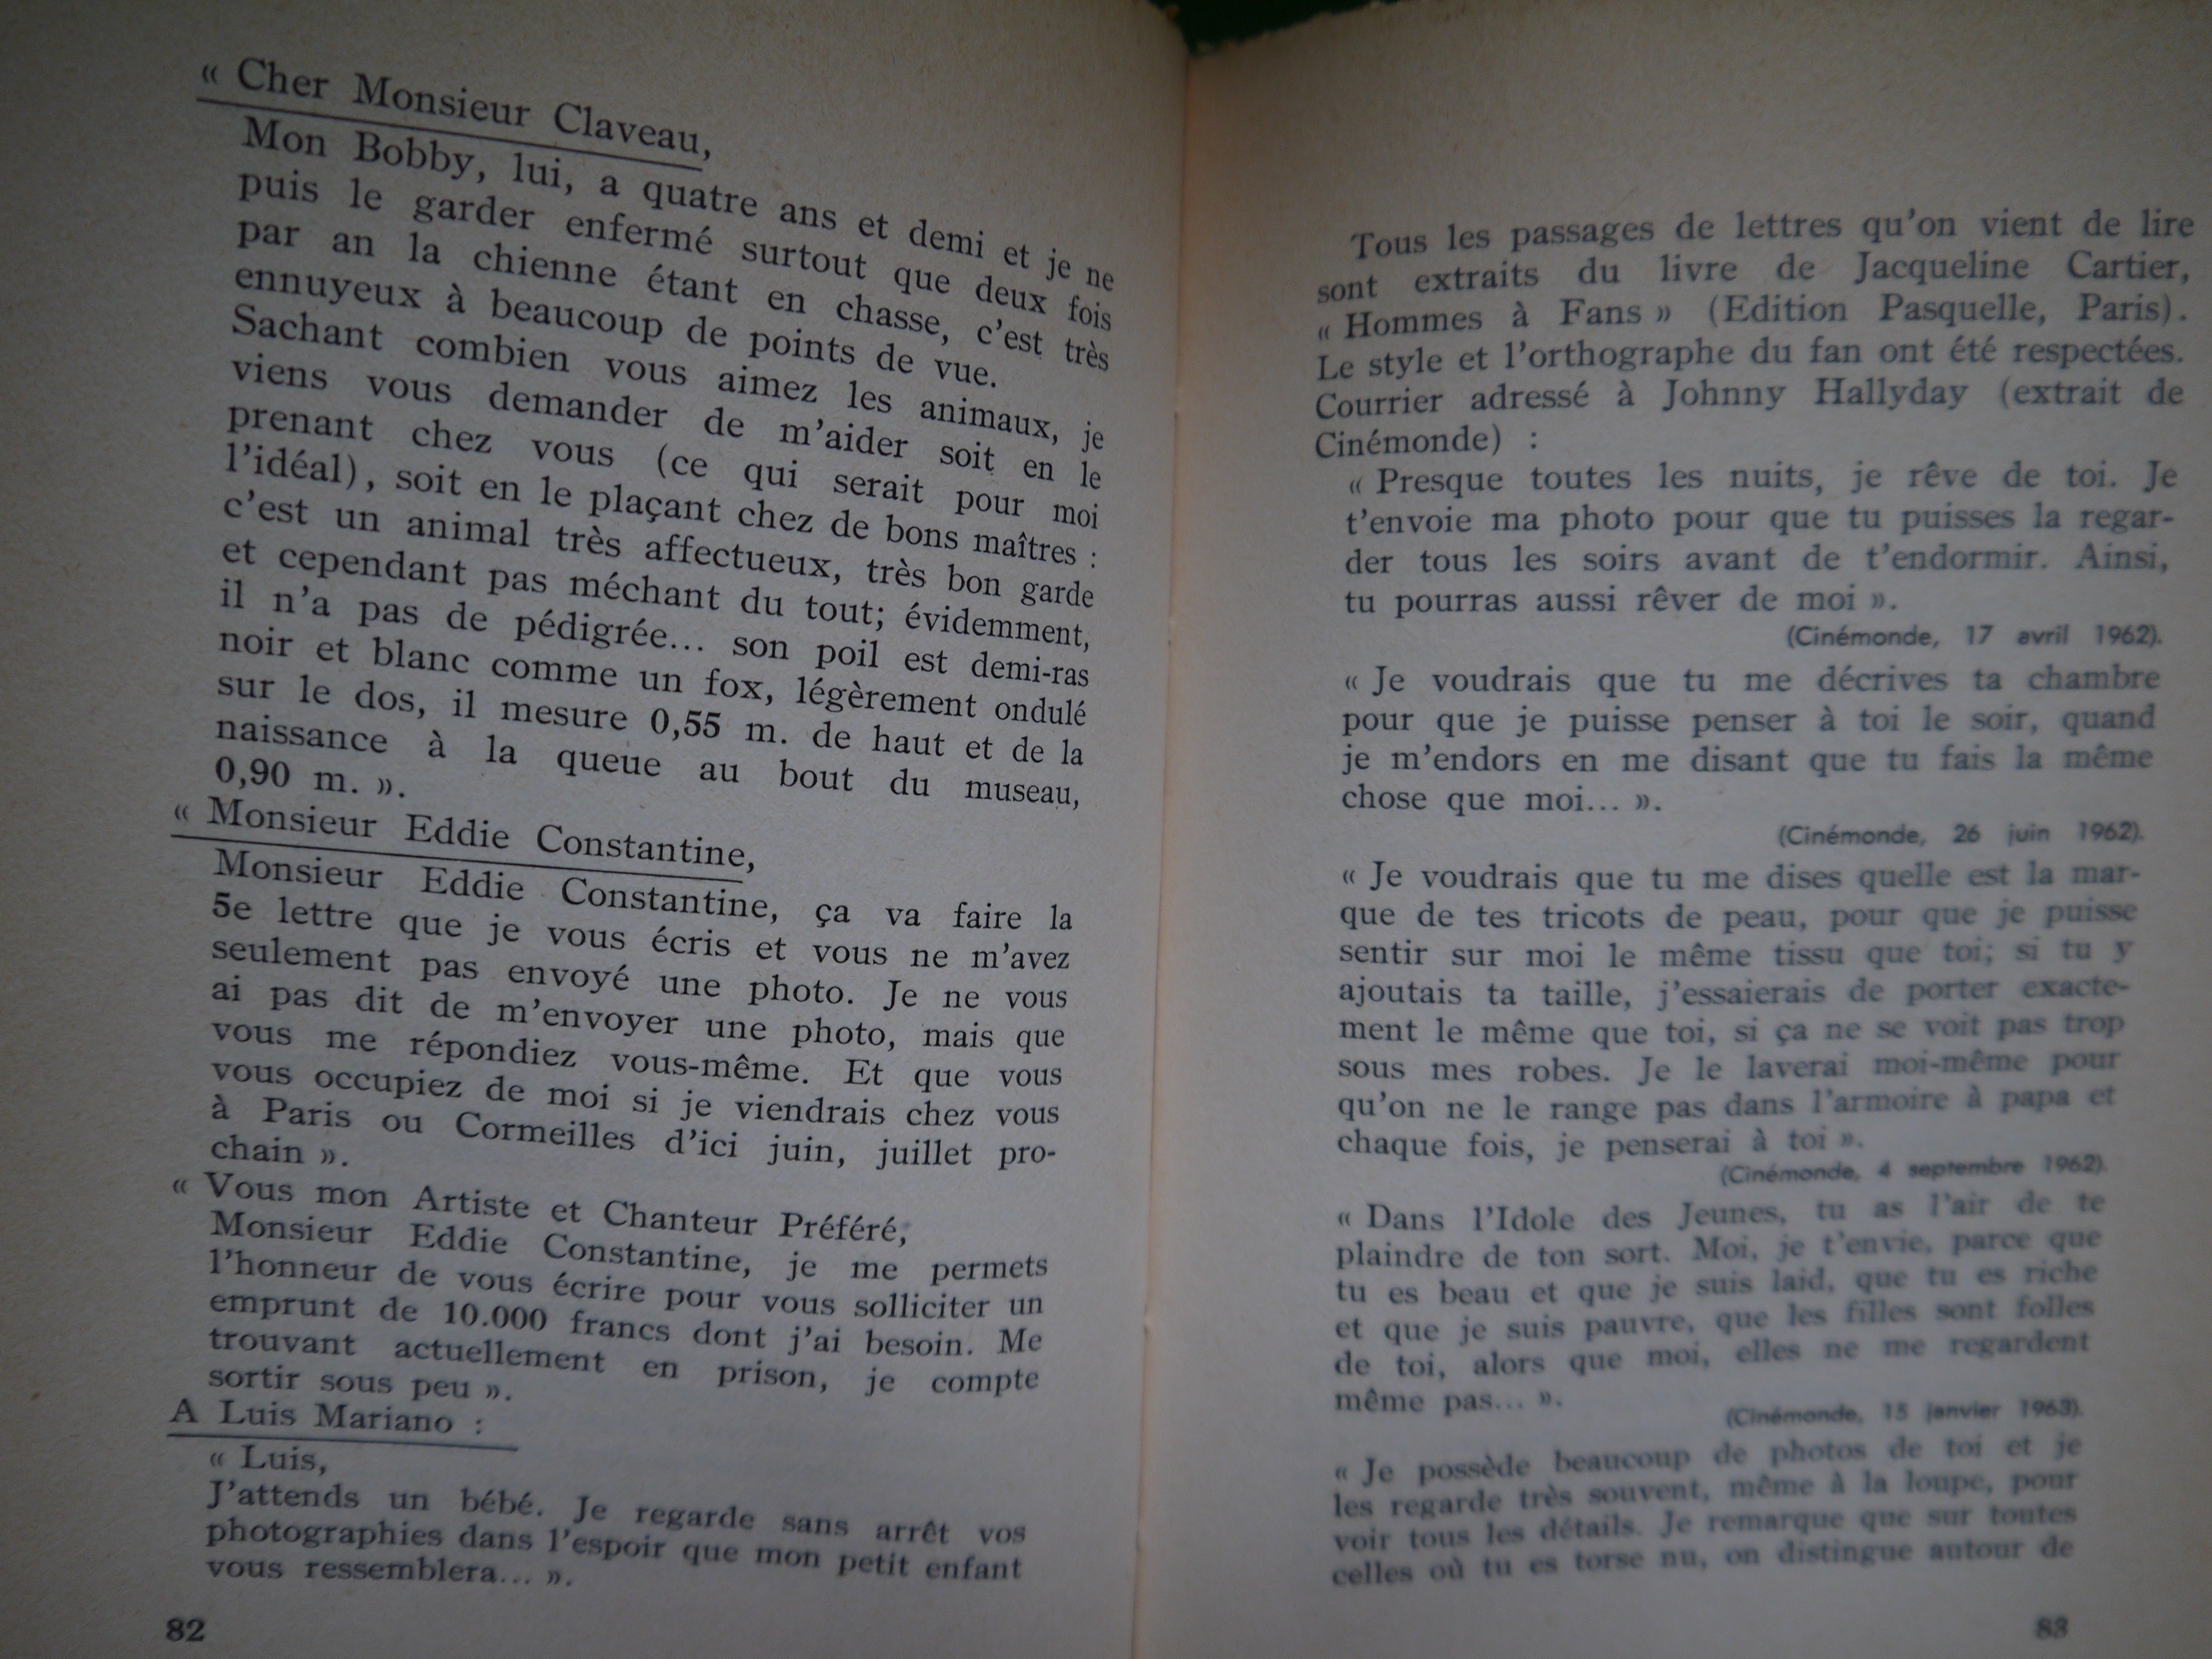 « Cher Monsieur Claveau,
Mon Bobby, lui, a quatre ans et demi et je ne
puis le garder enfermé surtout que deux fois
par an la chienne étant en chasse, c'est très
ennuyeux à beaucoup de points de vue.
Sachant combien vous aimez les animaux, je
viens vous demander de m'aider soit en le
prenant chez vous (ce qui serait pour moi
l'idéal), soit en le plaçant chez de bons maîtres :
c'est un animal très affectueux, très bon garde
et cependant pas méchant du tout; évidemment,
il n'a pas de pédigrée... son poil est demi-ras
noir et blanc comme un fox, légèrement ondulé
sur le dos, il mesure 0,55 m. de haut et de la
naissance à la queue au bout du museau,
0,90 m. ».
« Monsieur Eddie Constantine,
Monsieur Eddie Constantine, ça va faire la
5e lettre que je vous écris et vous ne m'avez
seulement pas envoyé une photo. Je ne vous
ai pas dit de m'envoyer une photo, mais que
vous me répondiez vous-même. Et que vous
vous occupiez de moi si je viendrais chez vous
à Paris ou Cormeilles d'ici juin, juillet pro-
chain ».
« Vous mon Artiste et Chanteur Préféré,
Monsieur Eddie Constantine, je me permets
l'honneur de vous écrire pour vous solliciter un
emprunt de 10.000 francs dont j'ai besoin. Me
trouvant actuellement en prison, je compte
sortir sous peu ».
A Luis Mariano :
« Luis,
J'attends un bébé. Je regarde sans arrêt vos
photographies dans l'espoir que mon petit enfant
vous ressemblera... ».
82
Tous les passages de lettres qu'on vient de lire
sont extraits du livre de Jacqueline Cartier,
« Hommes à Fans » (Edition Pasquelle, Paris).
Le style et l'orthographe du fan ont été respectées.
Courrier adressé à Johnny Hallyday (extrait de
Cinémonde) :
« Presque toutes les nuits, je rêve de toi. Je
t'envoie ma photo pour que tu puisses la regar-
der tous les soirs avant de t'endormir. Ainsi,
tu pourras aussi rêver de moi ».
(Cinémonde, 17 avril 1962).
« Je voudrais que tu me décrives ta chambre
pour que je puisse penser à toi le soir, quand
je m'endors en me disant que tu fais la même
chose que moi... ».
(Cinémonde, 26 juin 1962).
« Je voudrais que tu me dises quelle est la mar-
que de tes tricots de peau, pour que je puisse
sentir sur moi le même tissu que toi; si tu y
ajoutais ta taille, j'essaierais de porter exacte-
ment le même que toi, si ça ne se voit pas trop
sous mes robes. Je le laverai moi-même pour
qu'on ne le range pas dans l'armoire à papa et
chaque fois, je penserai à toi ».
(Cinémonde, 4 septembre 1962).
« Dans l'Idole des Jeunes, tu as l'air de te
plaindre de ton sort. Moi, je t'envie, parce que
tu es beau et que je suis laid, que tu es riche
et que je suis pauvre, que les filles sont folles
de toi, alors que moi, elles ne me regardent
même pas... ».
(Cinémonde, 15 janvier 1963).
« Je possède beaucoup de photos de toi et je
les regarde très souvent, même à la loupe, pour
voir tous les détails. Je remarque que sur toutes
celles où tu es torse nu, on distingue autour de
83